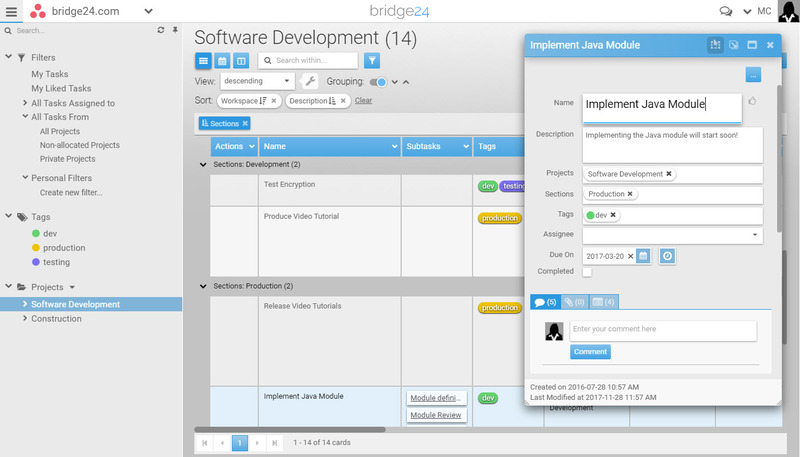 bridge24.com
bridge24
MC
Search...
Filters
My Tasks
My Liked Tasks
All Tasks Assigned to
All Tasks From
All Projects
Non-allocated Projects
Private Projects
Personal Filters
Create new filter...
Tags
dev
production
testing
Projects
Software Development
Construction
Software Development (14)
Search within...
View: descending Grouping:
Sort: Workspace Description Clear
Sections
Actions Name Subtasks Tags
Sections: Development (2)
Test Encryption dev testing
Produce Video Tutorial production
Sections: Production (2)
Release Video Tutorials production
Implement Java Module Module defini... dev
Module Review
Development
1 1 - 14 of 14 cards
Implement Java Module
...
Name Implement Java Module
Description Implementing the Java module will start soon!
Projects Software Development
Sections Production
Tags dev
Assignee
Due On 2017-03-20
Completed
(5) (0) (4)
Enter your comment here
Comment
Created on 2016-07-28 10:57 AM
Last Modified at 2017-11-28 11:57 AM